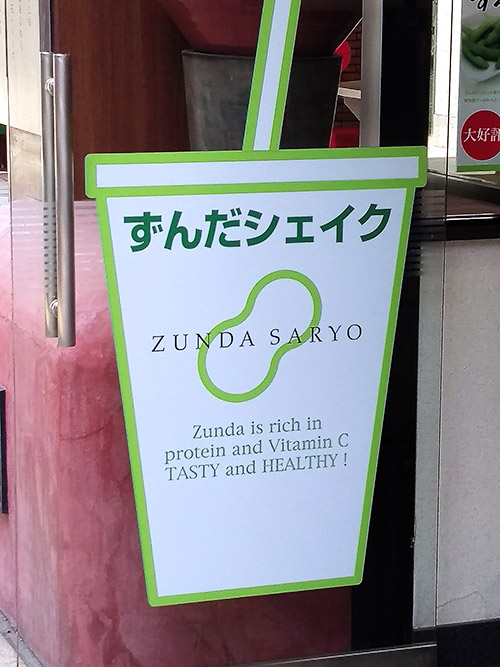 ずんだシェイク
ZUNDA SARYO
Zunda is rich in
protein and Vitamin C
TASTY and HEALTHY !
大好評